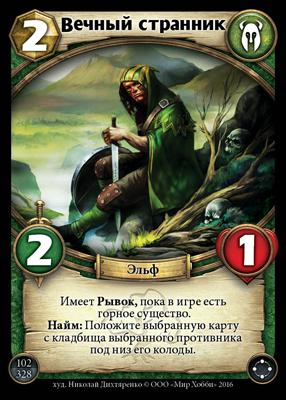 2 Вечный странник
2 1
Эльф
Имеет Рывок, пока в игре есть
горное существо.
Найм: Положите выбранную карту
с кладбища выбранного противника
под низ его колоды.
102
328
худ. Николай Дихтяренко © ООО «Мир Хобби» 2016